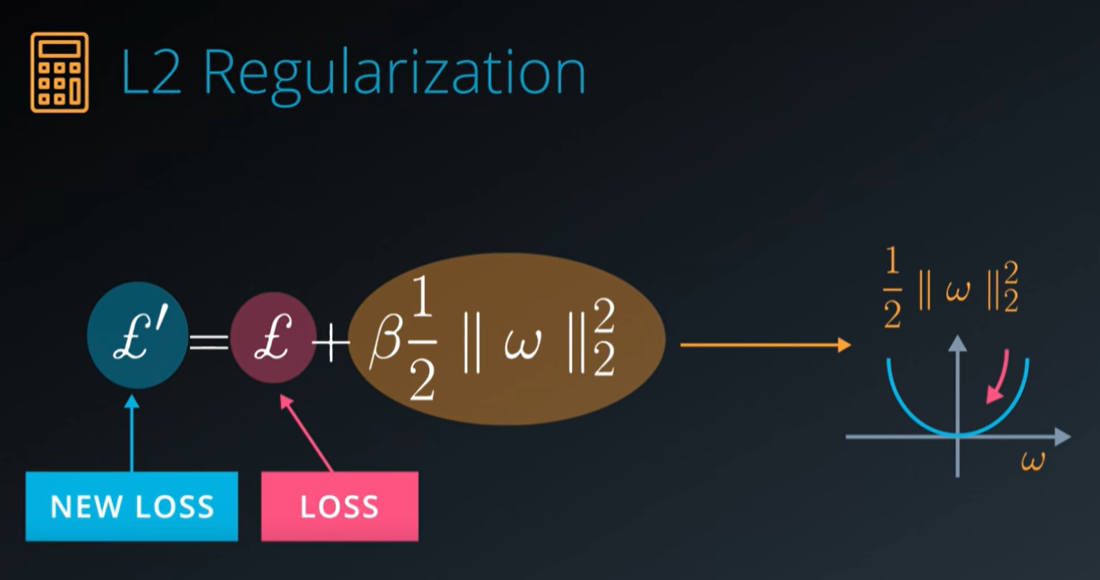 L2 Regularization
£′ = £ + β 1/2 ‖ ω ‖₂²
1/2 ‖ ω ‖₂²
ω
NEW LOSS
LOSS